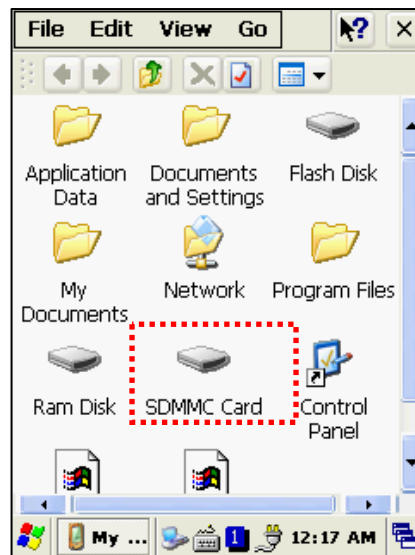 File Edit View Go
Application Data
Documents and Settings
Flash Disk
My Documents
Network
Program Files
Ram Disk
SDMMC Card
Control Panel
My ...
1
12:17 AM